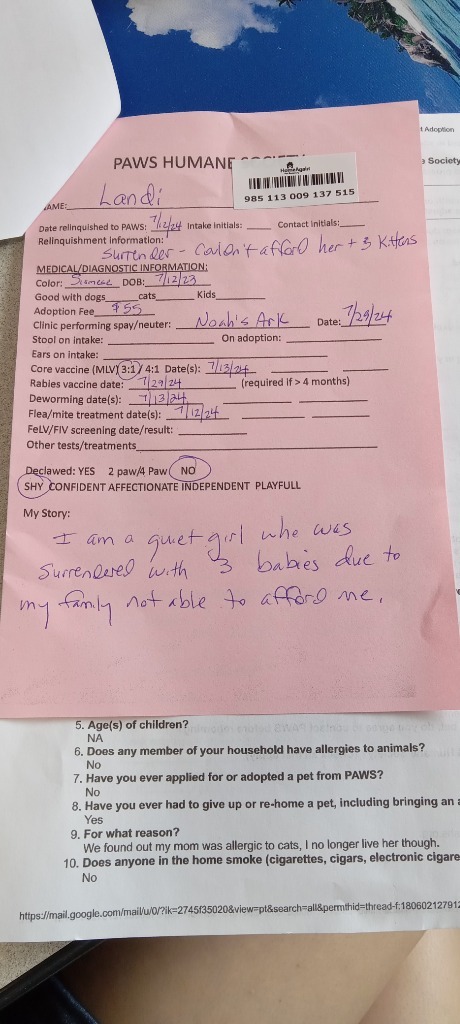 t Adoption
Society
PAWS HUMANE SOCIETY
HomeAgain
985 113 009 137 515
AME: Landi
Date relinquished to PAWS: 7/12/24 Intake Initials: Contact Initials:
Relinquishment Information:
Surrender - Couldn't afford her + 3 Kittens
MEDICAL/DIAGNOSTIC INFORMATION:
Color: Siamese DOB: 7/12/23
Good with dogs cats Kids
Adoption Fee $55
Clinic performing spay/neuter: Noah's Ark Date: 7/29/24
Stool on intake: On adoption:
Ears on intake:
Core vaccine (MLV) 3:1 / 4:1 Date(s): 7/13/24
Rabies vaccine date: 7/29/24 (required if > 4 months)
Deworming date(s): 7/13/24
Flea/mite treatment date(s): 7/12/24
FeLV/FIV screening date/result:
Other tests/treatments
Declawed: YES 2 paw/4 Paw NO
SHY CONFIDENT AFFECTIONATE INDEPENDENT PLAYFULL
My Story:
I am a quiet girl who was
surrendered with 3 babies due to
my family not able to afford me.
5. Age(s) of children?
NA
6. Does any member of your household have allergies to animals?
No
7. Have you ever applied for or adopted a pet from PAWS?
No
8. Have you ever had to give up or re-home a pet, including bringing an a
Yes
9. For what reason?
We found out my mom was allergic to cats, I no longer live her though.
10. Does anyone in the home smoke (cigarettes, cigars, electronic cigare
No
https://mail.google.com/mail/u/0/?ik=2745f35020&view=pt&search=all&permthid=thread-f:180602127912